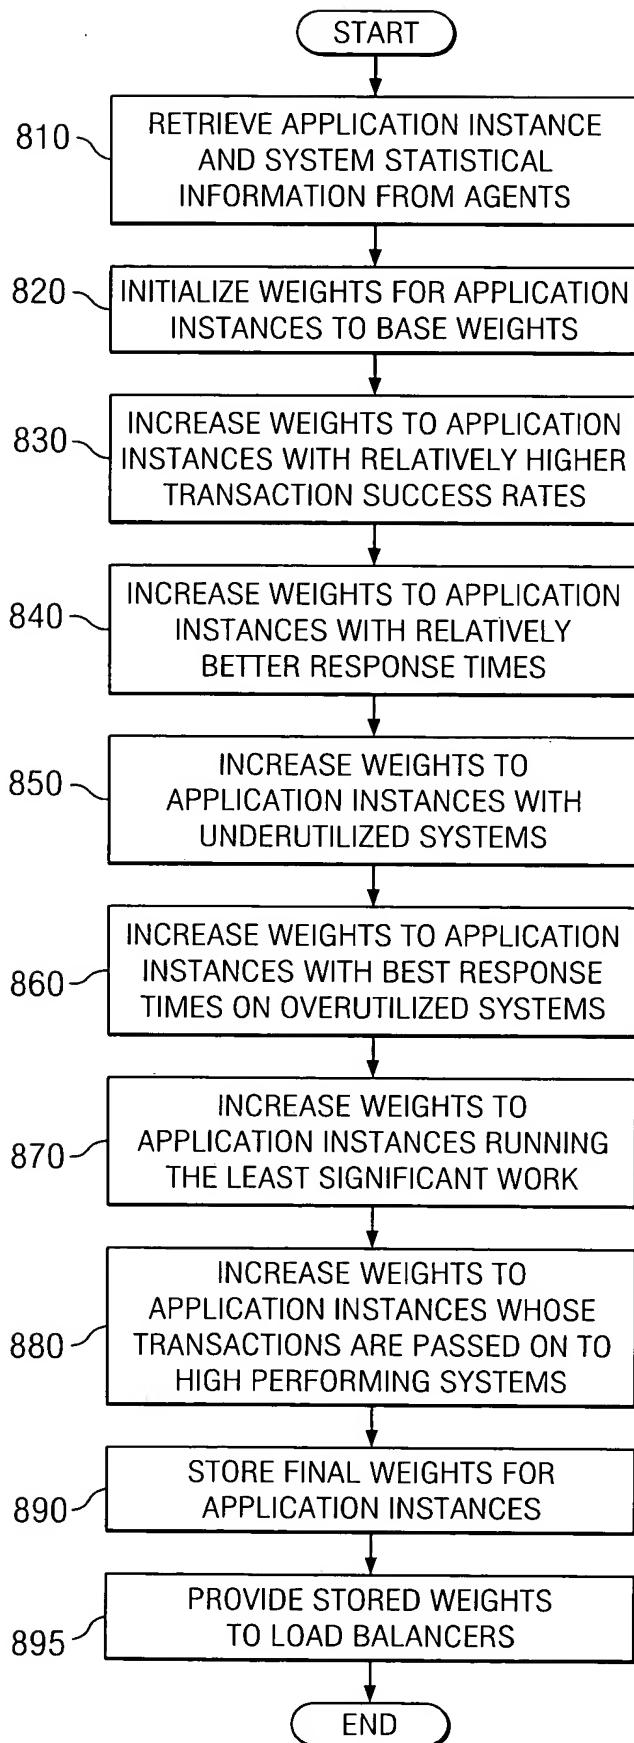 START
810
RETRIEVE APPLICATION INSTANCE
AND SYSTEM STATISTICAL
INFORMATION FROM AGENTS
820
INITIALIZE WEIGHTS FOR APPLICATION
INSTANCES TO BASE WEIGHTS
830
INCREASE WEIGHTS TO APPLICATION
INSTANCES WITH RELATIVELY HIGHER
TRANSACTION SUCCESS RATES
840
INCREASE WEIGHTS TO APPLICATION
INSTANCES WITH RELATIVELY
BETTER RESPONSE TIMES
850
INCREASE WEIGHTS TO
APPLICATION INSTANCES WITH
UNDERUTILIZED SYSTEMS
860
INCREASE WEIGHTS TO APPLICATION
INSTANCES WITH BEST RESPONSE
TIMES ON OVERUTILIZED SYSTEMS
870
INCREASE WEIGHTS TO
APPLICATION INSTANCES RUNNING
THE LEAST SIGNIFICANT WORK
880
INCREASE WEIGHTS TO
APPLICATION INSTANCES WHOSE
TRANSACTIONS ARE PASSED ON TO
HIGH PERFORMING SYSTEMS
890
STORE FINAL WEIGHTS FOR
APPLICATION INSTANCES
895
PROVIDE STORED WEIGHTS
TO LOAD BALANCERS
END